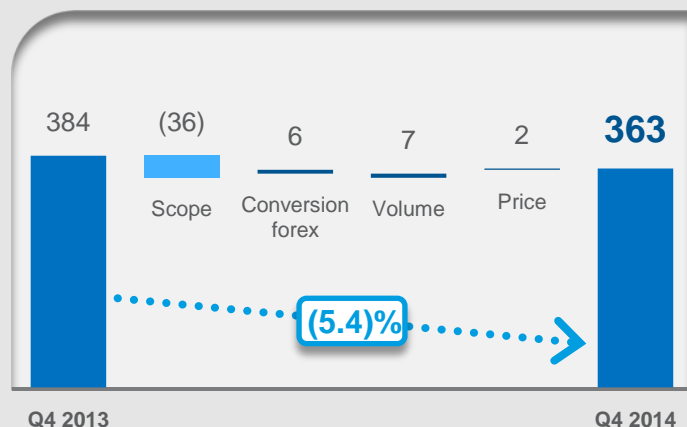 384
(36)
6
7
2
363
Scope
Conversion
forex
Volume
Price
(5.4)%
Q4 2013
Q4 2014